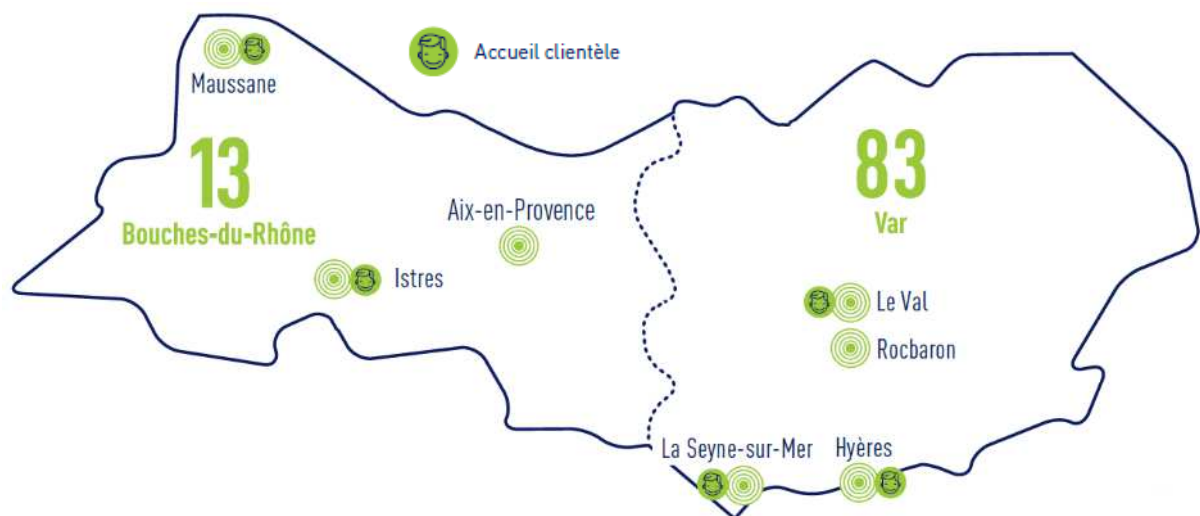 Accueil clientèle
Maussane
13
Bouches-du-Rhône
83
Var
Aix-en-Provence
Istres
Le Val
Rocbaron
La Seyne-sur-Mer
Hyères